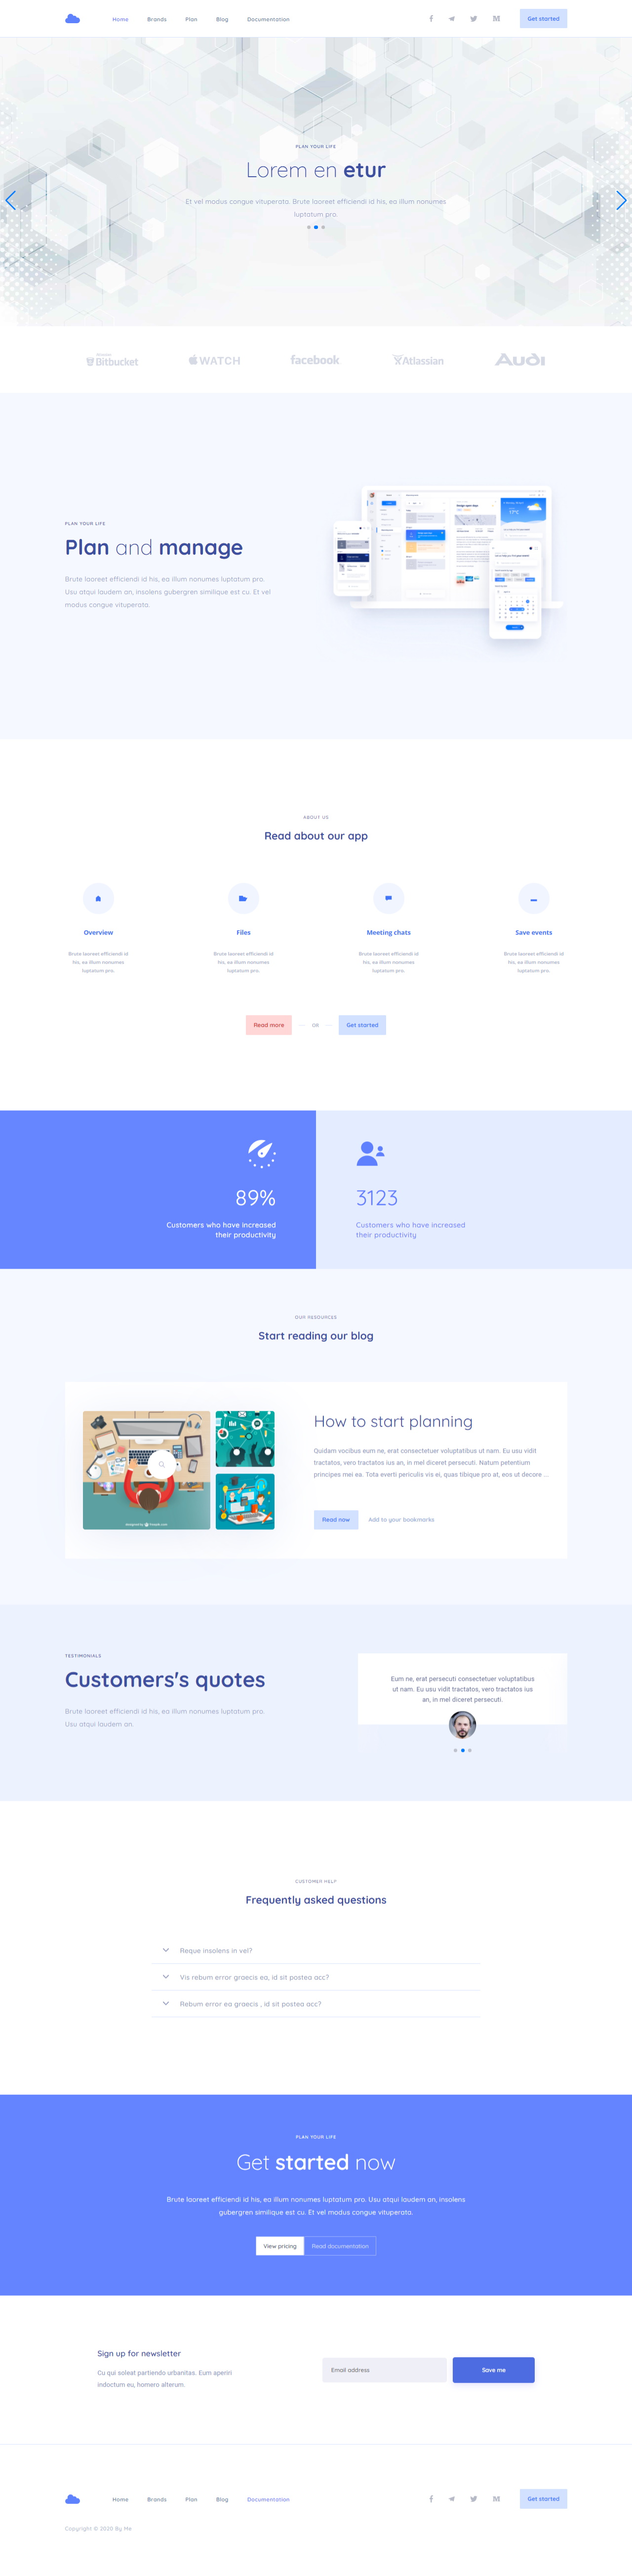 Home Brands Plan Blog Documentation Get started
PLAN YOUR LIFE
Lorem en etur
Et vel modus congue vituperata. Brute laoreet efficiendi id his, ea illum nonumes
luptatum pro.
Bitbucket WATCH facebook Atlassian Audi
PLAN YOUR LIFE
Plan and manage
Brute laoreet efficiendi id his, ea illum nonumes luptatum pro.
Usu atqui laudem an, insolens gubergren similique est cu. Et vel
modus congue vituperata.
ABOUT US
Read about our app
Overview
Brute laoreet efficiendi id
his, ea illum nonumes
luptatum pro.
Files
Brute laoreet efficiendi id
his, ea illum nonumes
luptatum pro.
Meeting chats
Brute laoreet efficiendi id
his, ea illum nonumes
luptatum pro.
Save events
Brute laoreet efficiendi id
his, ea illum nonumes
luptatum pro.
Read more OR Get started
89%
Customers who have increased
their productivity
3123
Customers who have increased
their productivity
OUR RESOURCES
Start reading our blog
How to start planning
Quidam vocibus eum ne, erat consectetuer voluptatibus ut nam. Eu usu vidit
tractatos, vero tractatos ius an, in mel diceret persecuti. Natum petentium
principes mei ea. Tota everti periculis vis ei, quas tibique pro at, eos ut decore ...
Read now Add to your bookmarks
TESTIMONIALS
Customers's quotes
Brute laoreet efficiendi id his, ea illum nonumes luptatum pro.
Usu atqui laudem an.
Eum ne, erat persecuti consectetuer voluptatibus
ut nam. Eu usu vidit tractatos, vero tractatos ius
an, in mel diceret persecuti.
CUSTOMER HELP
Frequently asked questions
Reque insolens in vel?
Vis rebum error graecis ea, id sit postea acc?
Rebum error ea graecis , id sit postea acc?
PLAN YOUR LIFE
Get started now
Brute laoreet efficiendi id his, ea illum nonumes luptatum pro. Usu atqui laudem an, insolens
gubergren similique est cu. Et vel modus congue vituperata.
View pricing Read documentation
Sign up for newsletter
Cu qui soleat partiendo urbanitas. Eum aperiri
indoctum eu, homero alterum.
Email address Save me
Home Brands Plan Blog Documentation Get started
Copyright © 2020 By Me